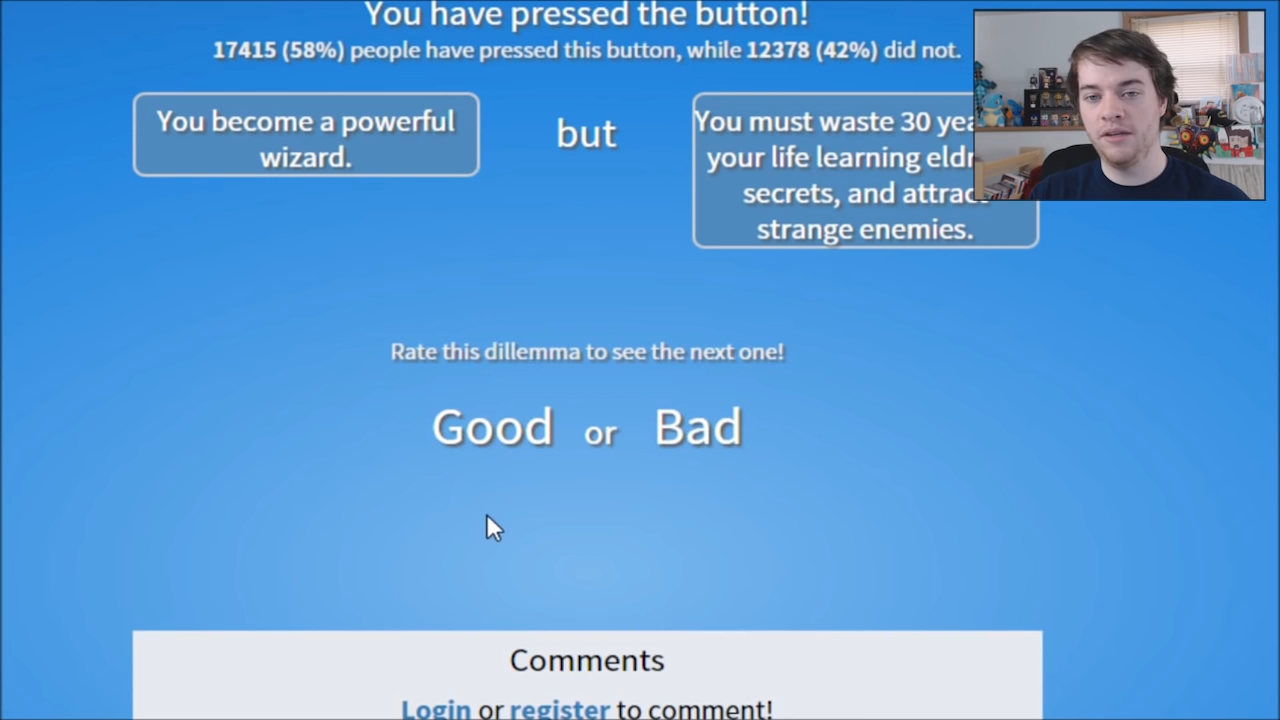 You have pressed the button!
17415 (58%) people have pressed this button, while 12378 (42%) did not.
You become a powerful
wizard.
but
You must waste 30
your life learning
secrets, and
strange enemies.
Rate this dillemma to see the next one!
Good or Bad
Comments
Login or register to comment!